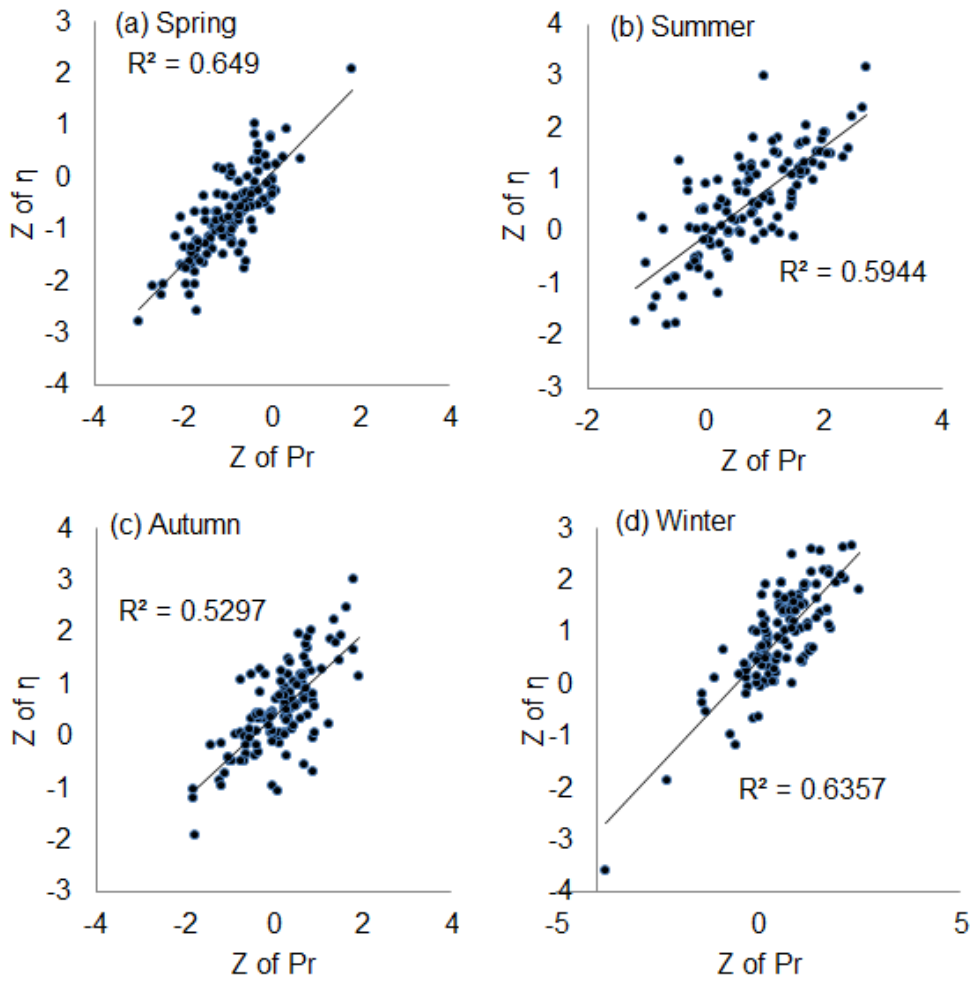 (a) Spring
R² = 0.649
3
2
1
0
-1
-2
-3
-4
-4 -2 0 2 4
Z of η
Z of Pr
(b) Summer
R² = 0.5944
4
3
2
1
0
-1
-2
-3
-2 0 2 4
Z of η
Z of Pr
(c) Autumn
R² = 0.5297
4
3
2
1
0
-1
-2
-3
-4 -2 0 2 4
Z of η
Z of Pr
(d) Winter
R² = 0.6357
3
2
1
0
-1
-2
-3
-4
-5 0 5
Z of η
Z of Pr